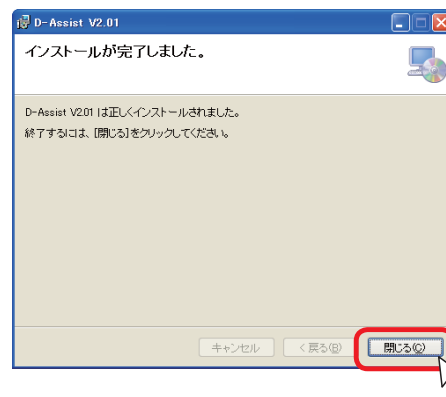 D-Assist V2.01
インストールが完了しました。
D-Assist V2.01 は正しくインストールされました。
終了するには、[閉じる]をクリックしてください。
キャンセル
< 戻る(B)
閉じる(C)